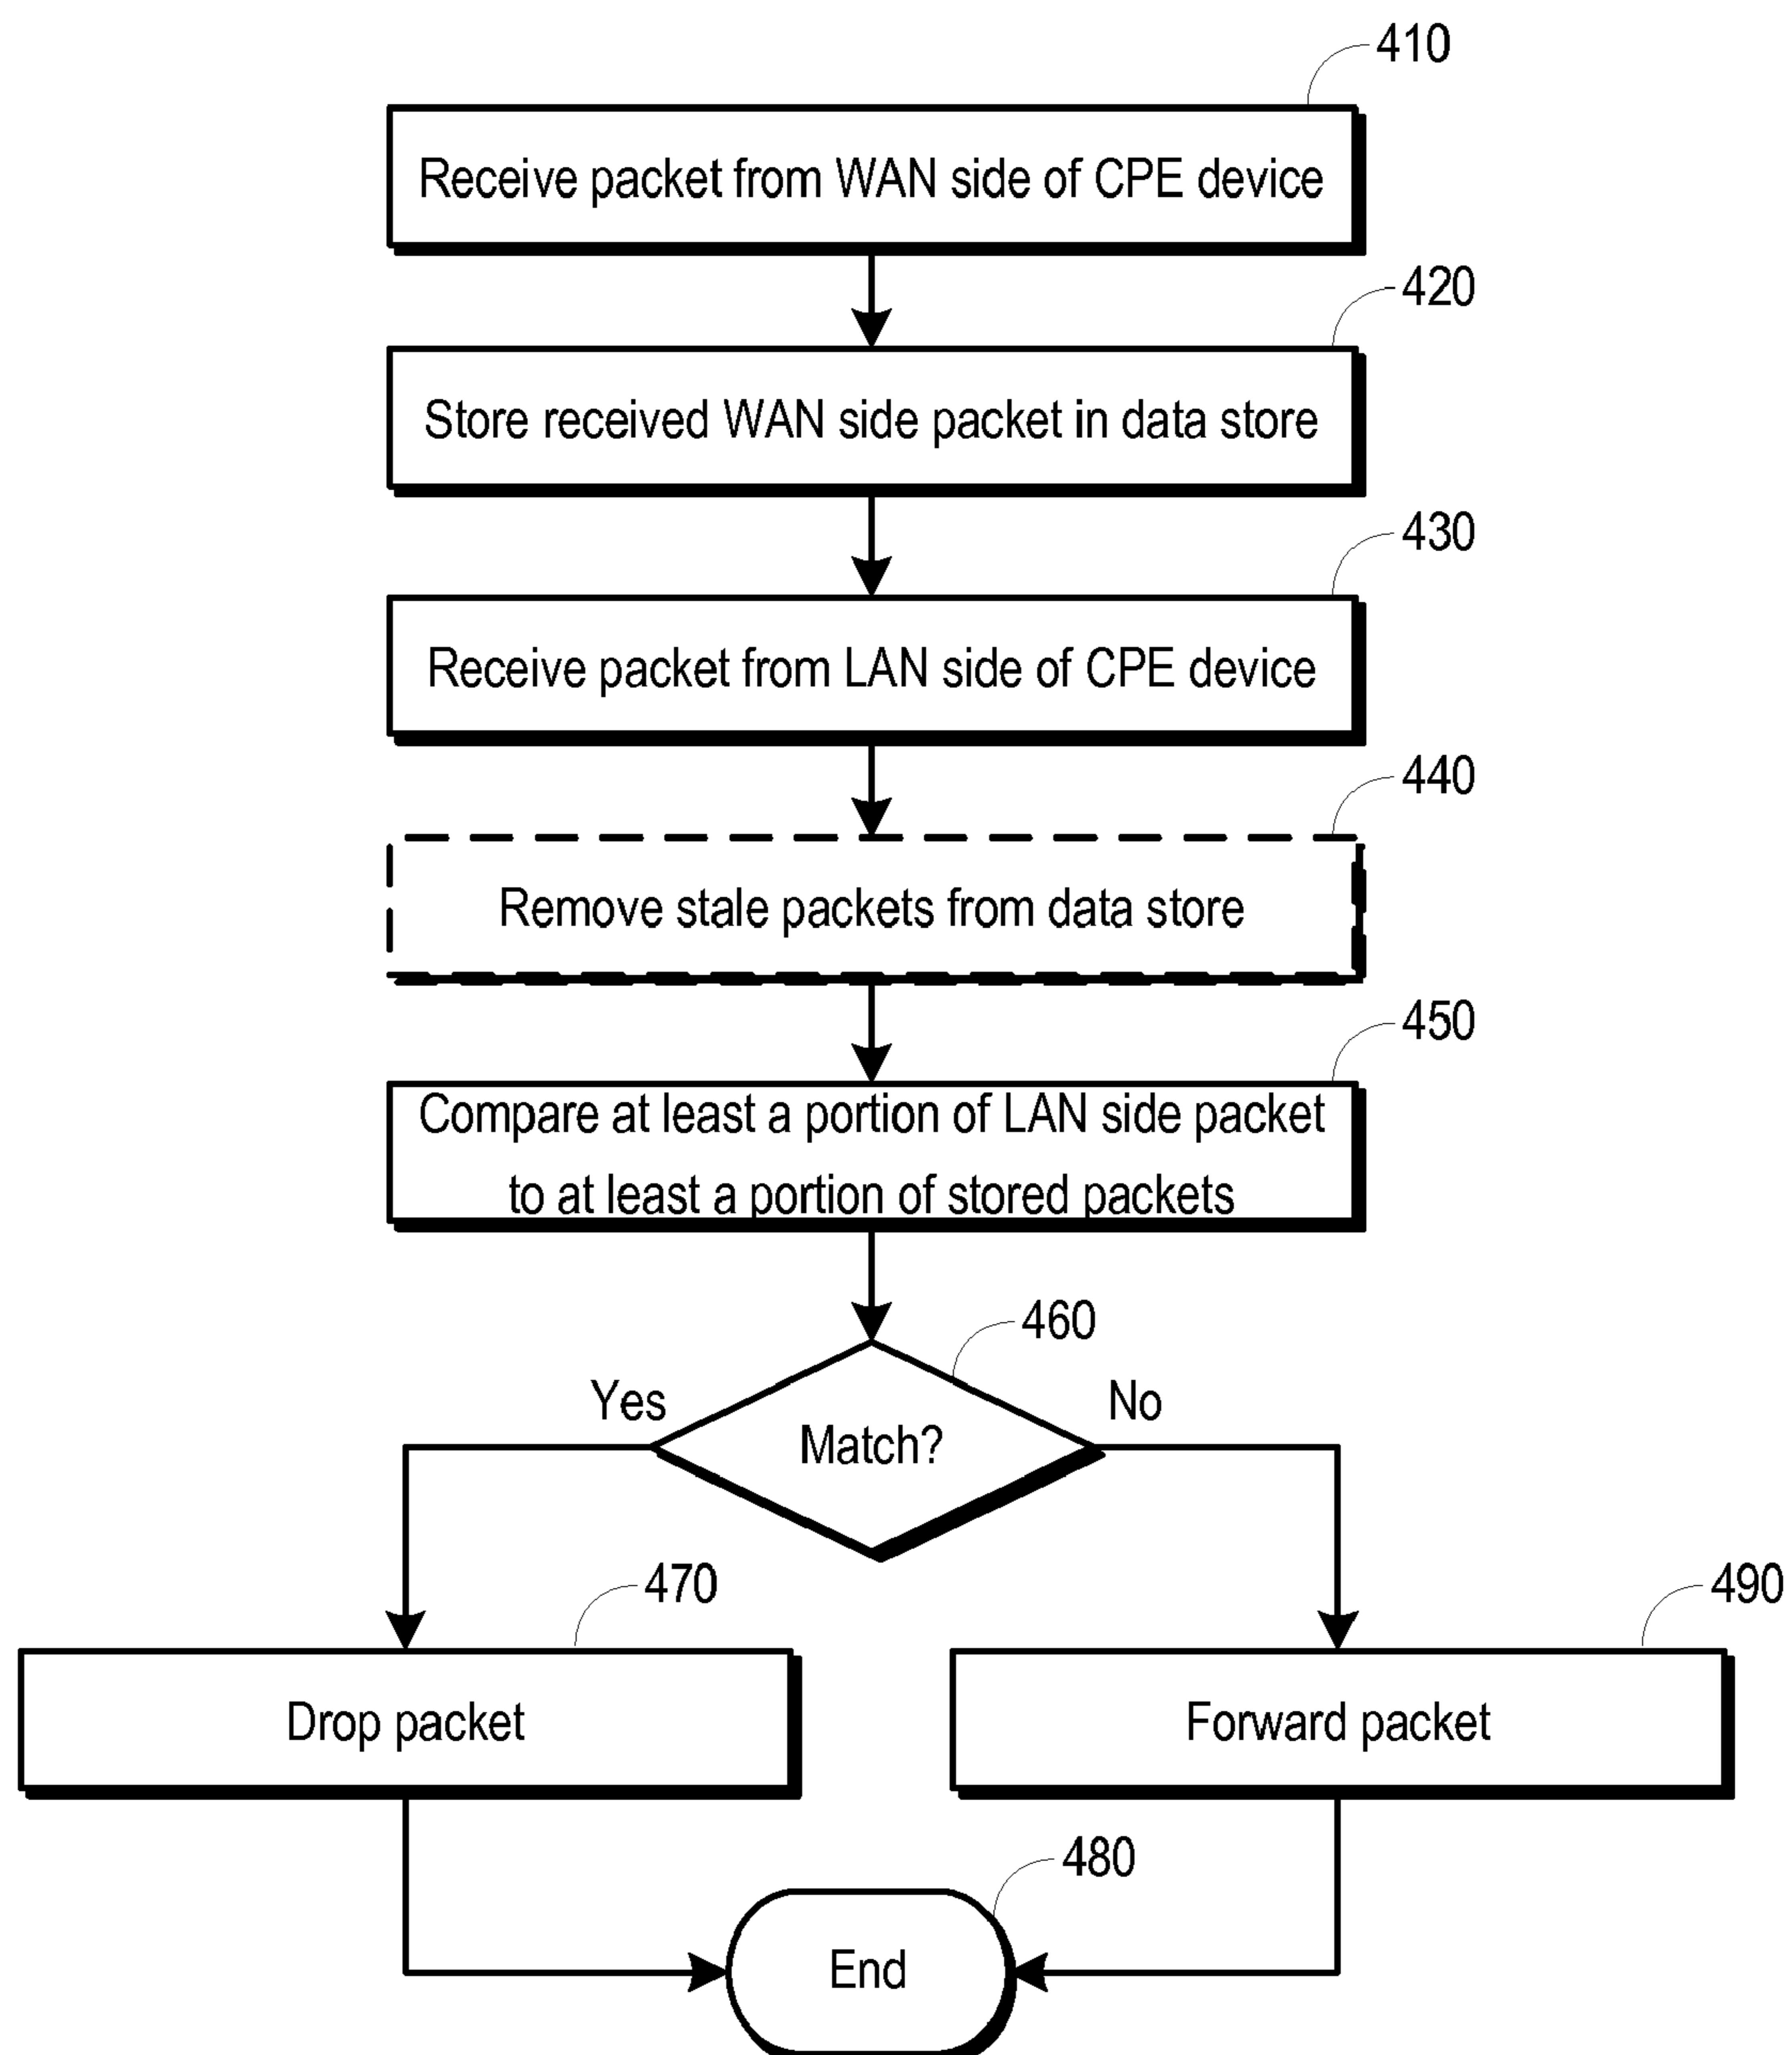 410
Receive packet from WAN side of CPE device
420
Store received WAN side packet in data store
430
Receive packet from LAN side of CPE device
440
Remove stale packets from data store
450
Compare at least a portion of LAN side packet
to at least a portion of stored packets
460
Yes
No
Match?
470
490
Drop packet
Forward packet
480
End